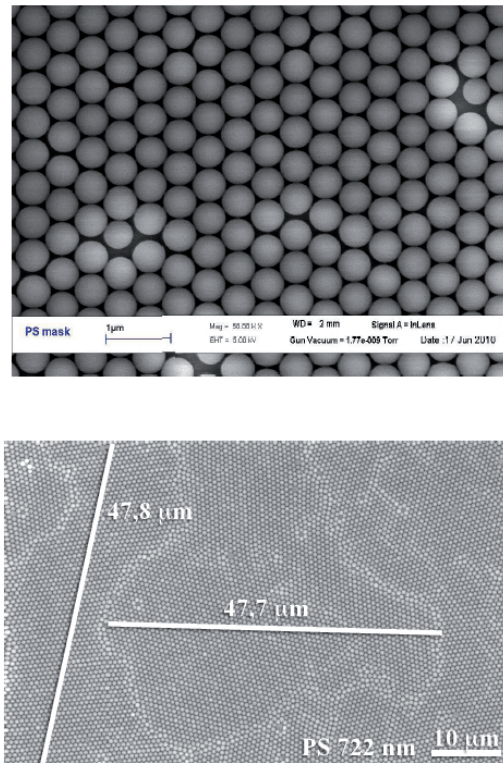 PS mask
1μm
Mag = 50.00 K X
EHT = 5.00 kV
WD = 2 mm
Gun Vacuum = 1.77e-009 Torr
Signal A = InLens
Date :17 Jun 2010
47,8 μm
47,7 μm
PS 722 nm
10 μm